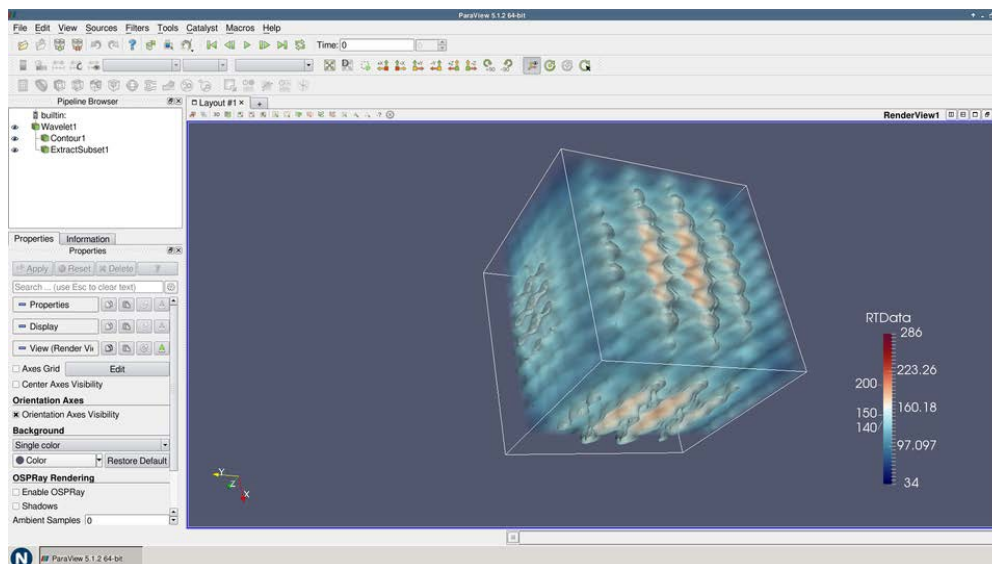 ParaView 5.1.2 64-bit
File Edit View Sources Filters Tools Catalyst Macros Help
Time: 0 0
Pipeline Browser
Layout #1 × +
builtin:
Wavelet1
Contour1
ExtractSubset1
3D
RenderView1
Properties Information
Properties
Apply Reset Delete ?
Search ... (use Esc to clear text)
Properties
Display
View (Render Vi
Axes Grid Edit
Center Axes Visibility
Orientation Axes
Orientation Axes Visibility
Background
Single color
Color Restore Default
OSPRay Rendering
Enable OSPRay
Shadows
Ambient Samples 0
RTData
286
223.26
200
160.18
150
140
97.097
34
Y
Z
X
N ParaView 5.1.2 64-bit